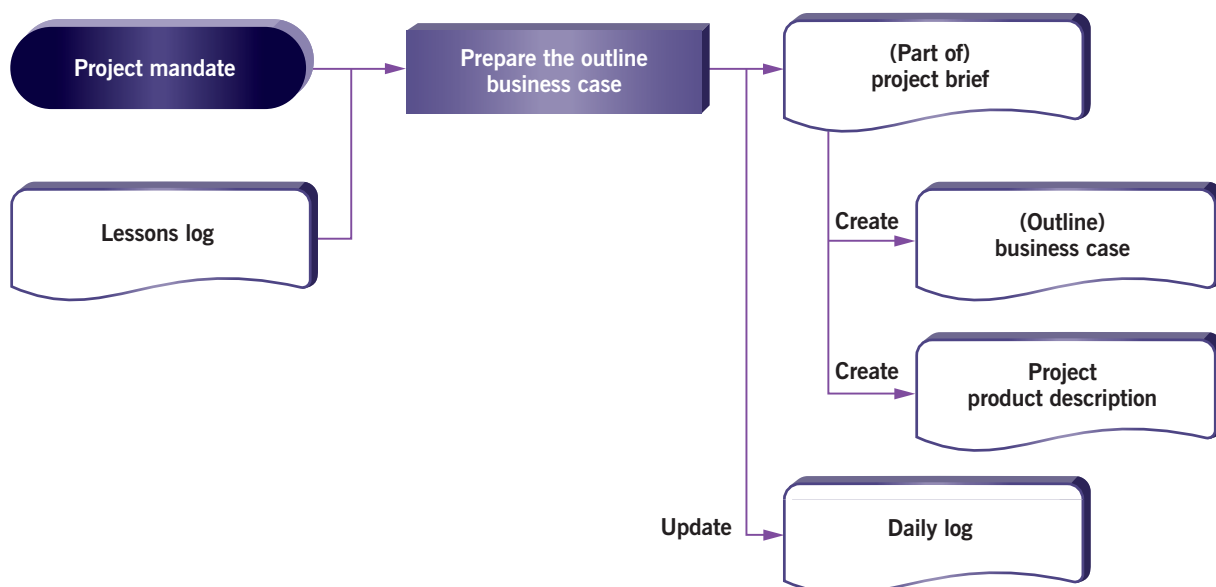 Project mandate
Prepare the outline
business case
(Part of)
project brief
Lessons log
Create
(Outline)
business case
Create
Project
product description
Update
Daily log